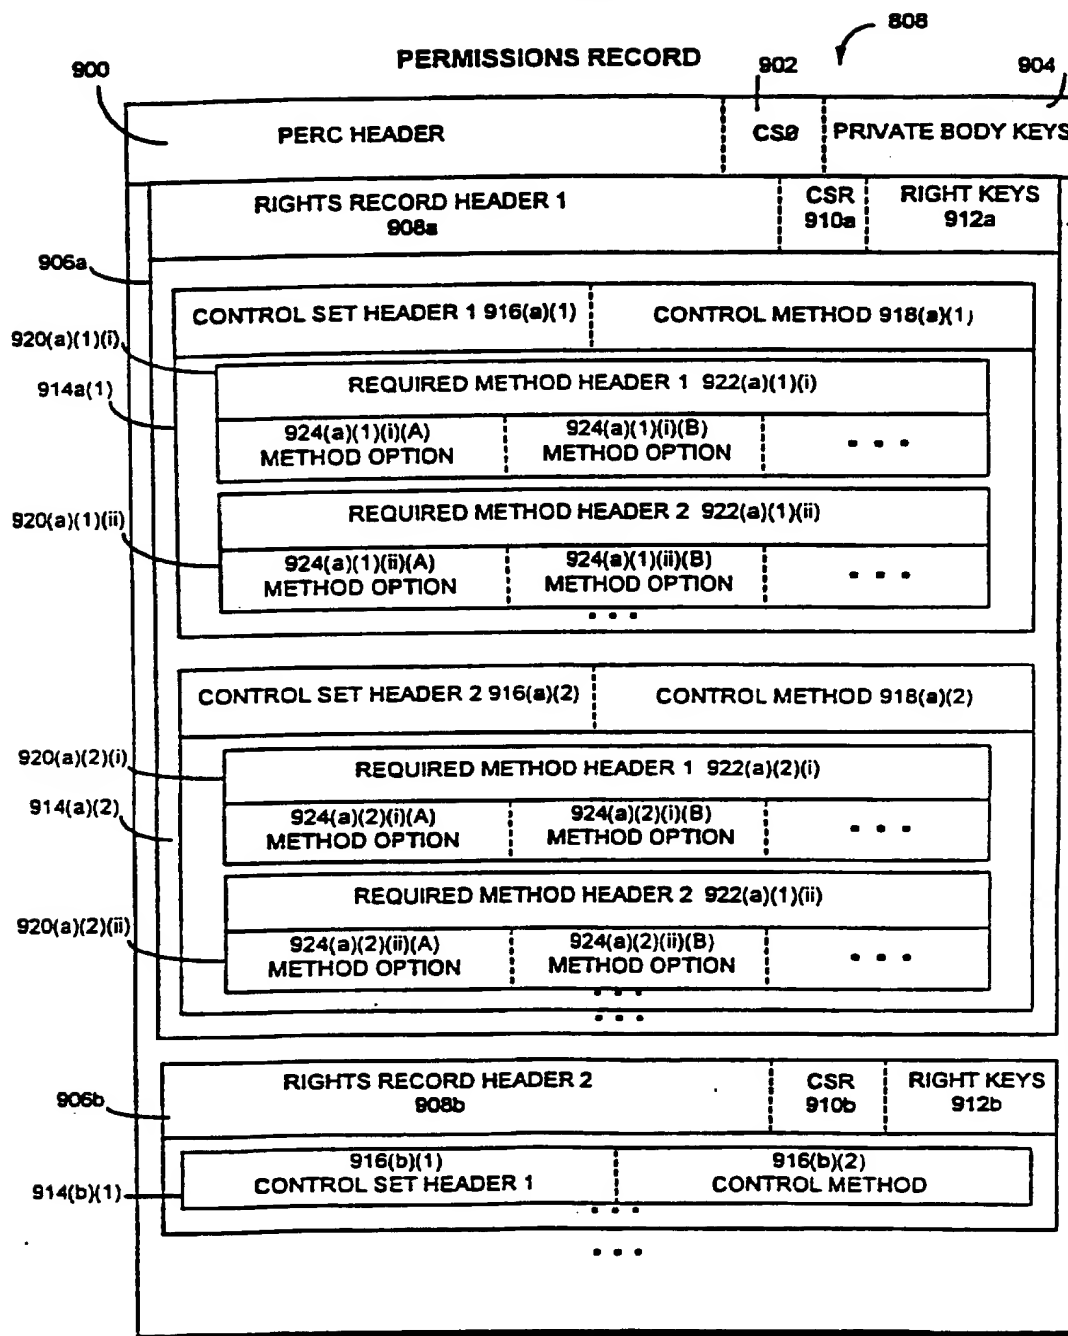 808
PERMISSIONS RECORD
900
902
904
PERC HEADER
CS0
PRIVATE BODY KEYS
RIGHTS RECORD HEADER 1
908a
CSR
910a
RIGHT KEYS
912a
906a
CONTROL SET HEADER 1 916(a)(1)
CONTROL METHOD 918(a)(1)
920(a)(1)(i)
914a(1)
REQUIRED METHOD HEADER 1 922(a)(1)(i)
924(a)(1)(i)(A)
METHOD OPTION
924(a)(1)(i)(B)
METHOD OPTION
...
920(a)(1)(ii)
REQUIRED METHOD HEADER 2 922(a)(1)(ii)
924(a)(1)(ii)(A)
METHOD OPTION
924(a)(1)(ii)(B)
METHOD OPTION
...
...
CONTROL SET HEADER 2 916(a)(2)
CONTROL METHOD 918(a)(2)
920(a)(2)(i)
914(a)(2)
REQUIRED METHOD HEADER 1 922(a)(2)(i)
924(a)(2)(i)(A)
METHOD OPTION
924(a)(2)(i)(B)
METHOD OPTION
...
920(a)(2)(ii)
REQUIRED METHOD HEADER 2 922(a)(1)(ii)
924(a)(2)(ii)(A)
METHOD OPTION
924(a)(2)(ii)(B)
METHOD OPTION
...
...
...
906b
RIGHTS RECORD HEADER 2
908b
CSR
910b
RIGHT KEYS
912b
914(b)(1)
916(b)(1)
CONTROL SET HEADER 1
916(b)(2)
CONTROL METHOD
...
...